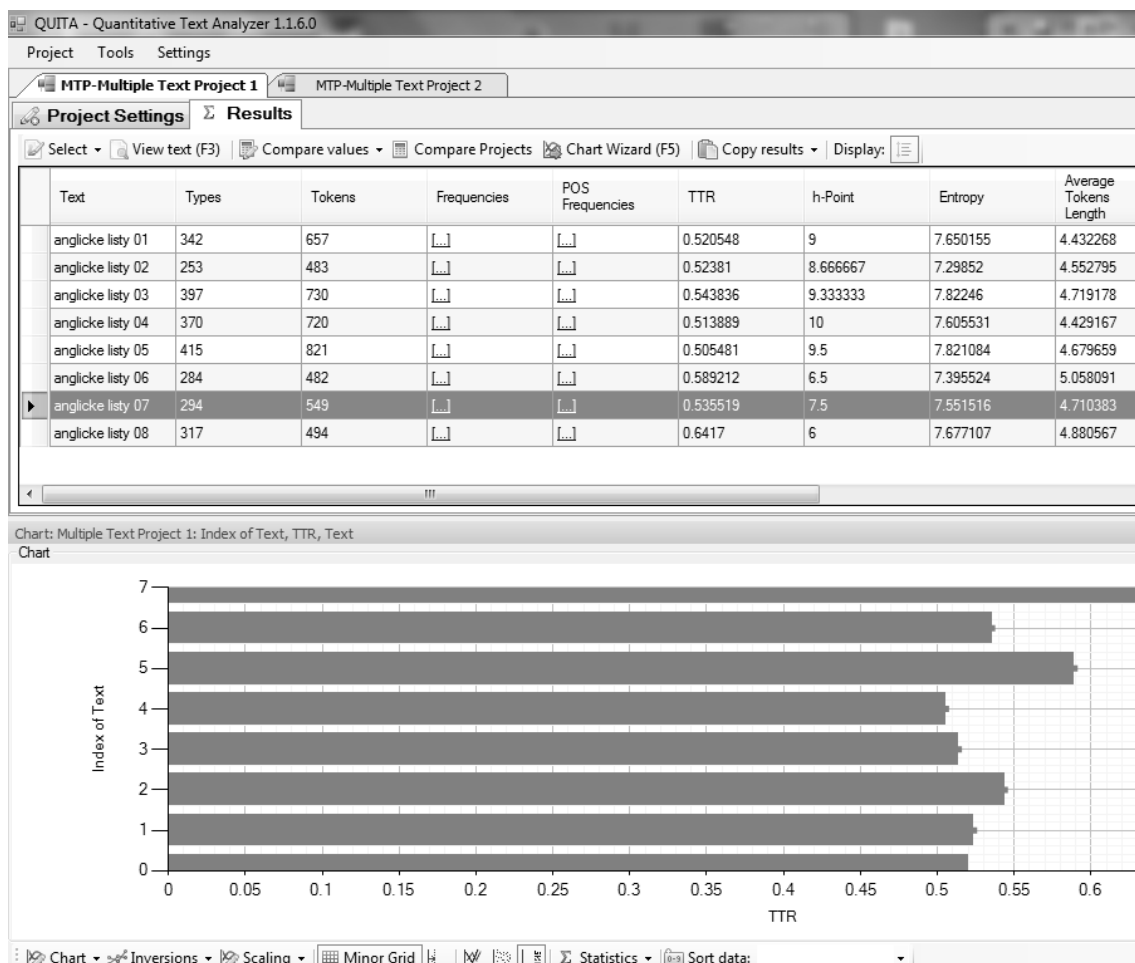 QUITA - Quantitative Text Analyzer 1.1.6.0
Project Tools Settings
MTP-Multiple Text Project 1 MTP-Multiple Text Project 2
Project Settings Σ Results
Select View text (F3) Compare values Compare Projects Chart Wizard (F5) Copy results Display:
Text Types Tokens Frequencies POS Frequencies TTR h-Point Entropy Average Tokens Length
anglicke listy 01 342 657 [...] [...] 0.520548 9 7.650155 4.432268
anglicke listy 02 253 483 [...] [...] 0.52381 8.666667 7.29852 4.552795
anglicke listy 03 397 730 [...] [...] 0.543836 9.333333 7.82246 4.719178
anglicke listy 04 370 720 [...] [...] 0.513889 10 7.605531 4.429167
anglicke listy 05 415 821 [...] [...] 0.505481 9.5 7.821084 4.679659
anglicke listy 06 284 482 [...] [...] 0.589212 6.5 7.395524 5.058091
anglicke listy 07 294 549 [...] [...] 0.535519 7.5 7.551516 4.710383
anglicke listy 08 317 494 [...] [...] 0.6417 6 7.677107 4.880567
Chart: Multiple Text Project 1: Index of Text, TTR, Text
Chart
7
6
5
4
3
2
1
0
Index of Text
0 0.05 0.1 0.15 0.2 0.25 0.3 0.35 0.4 0.45 0.5 0.55 0.6
TTR
Chart Inversions Scaling Minor Grid Σ Statistics Sort data: